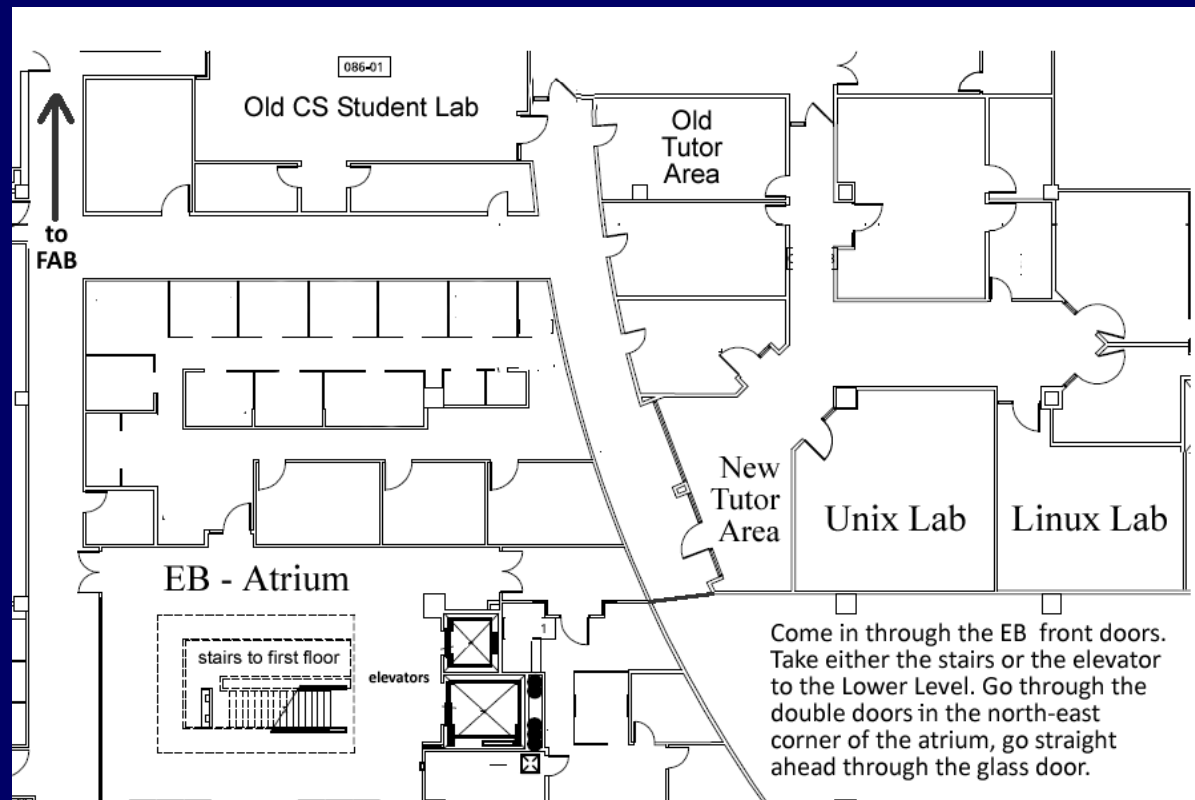 086-01
Old CS Student Lab
Old
Tutor
Area
to
FAB
New
Tutor
Area
Unix Lab
Linux Lab
EB - Atrium
stairs to first floor
elevators
1
Come in through the EB front doors.
Take either the stairs or the elevator
to the Lower Level. Go through the
double doors in the north-east
corner of the atrium, go straight
ahead through the glass door.